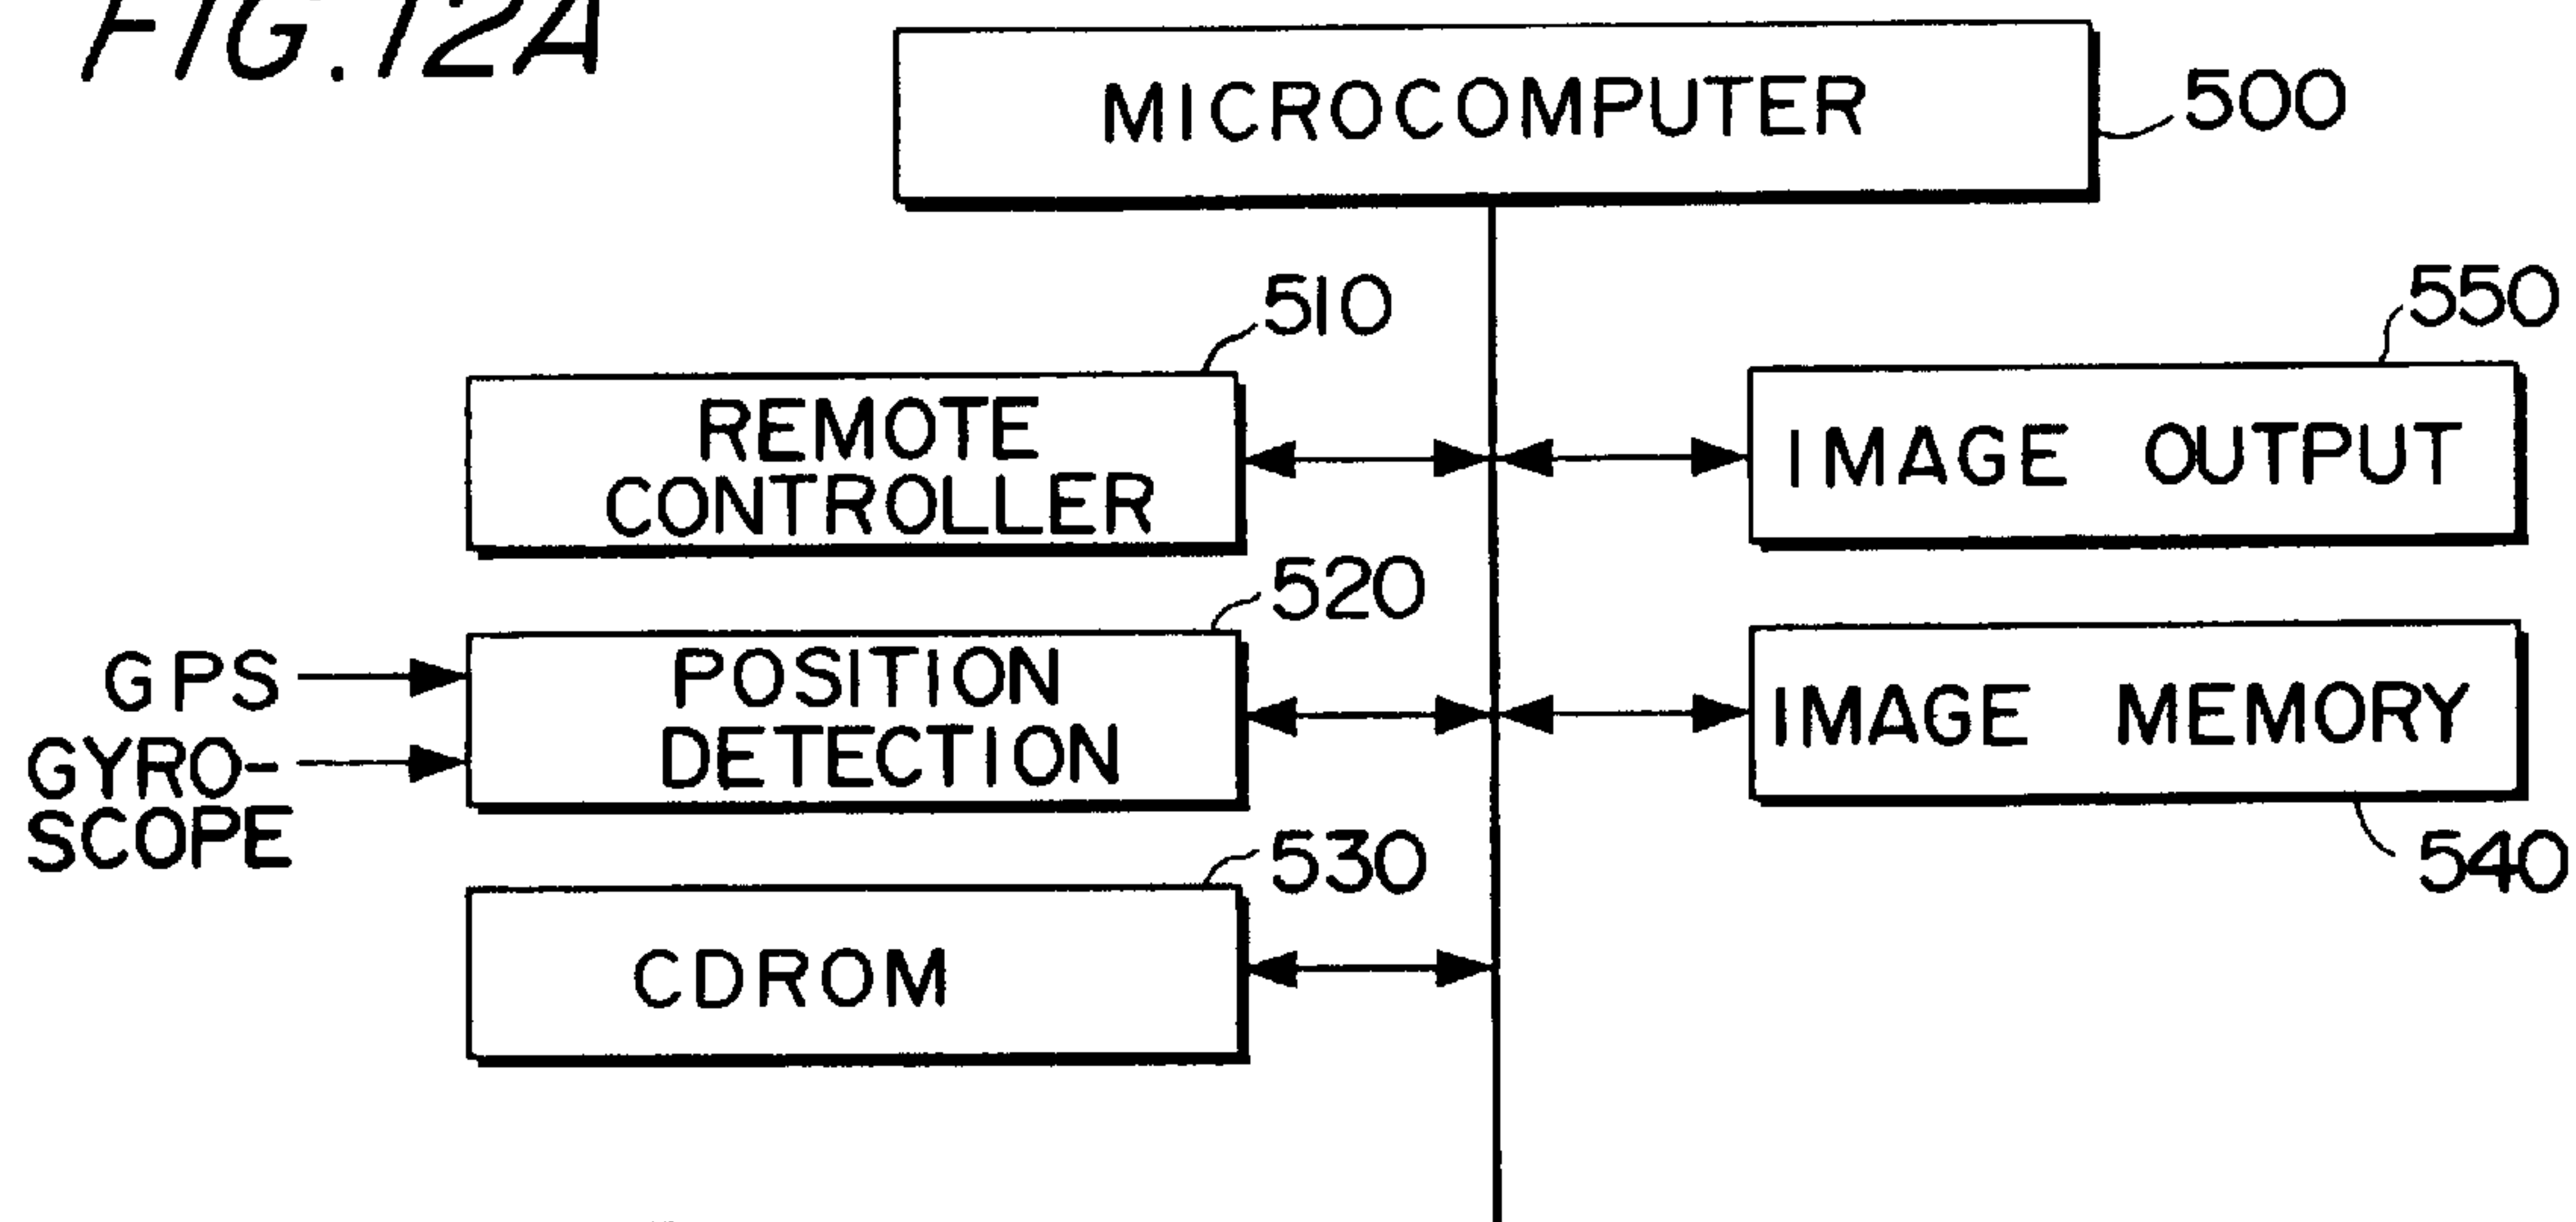 FIG.12A
MICROCOMPUTER
500
510
550
REMOTE
CONTROLLER
IMAGE OUTPUT
520
GPS
GYRO-
SCOPE
POSITION
DETECTION
IMAGE MEMORY
540
530
CDROM